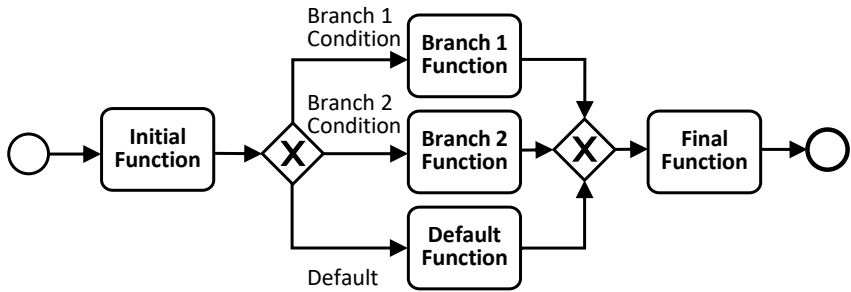 Branch 1
Condition
Branch 1
Function
Branch 2
Condition
Initial
Function
X
Branch 2
Function
X
Final
Function
Default
Function
Default